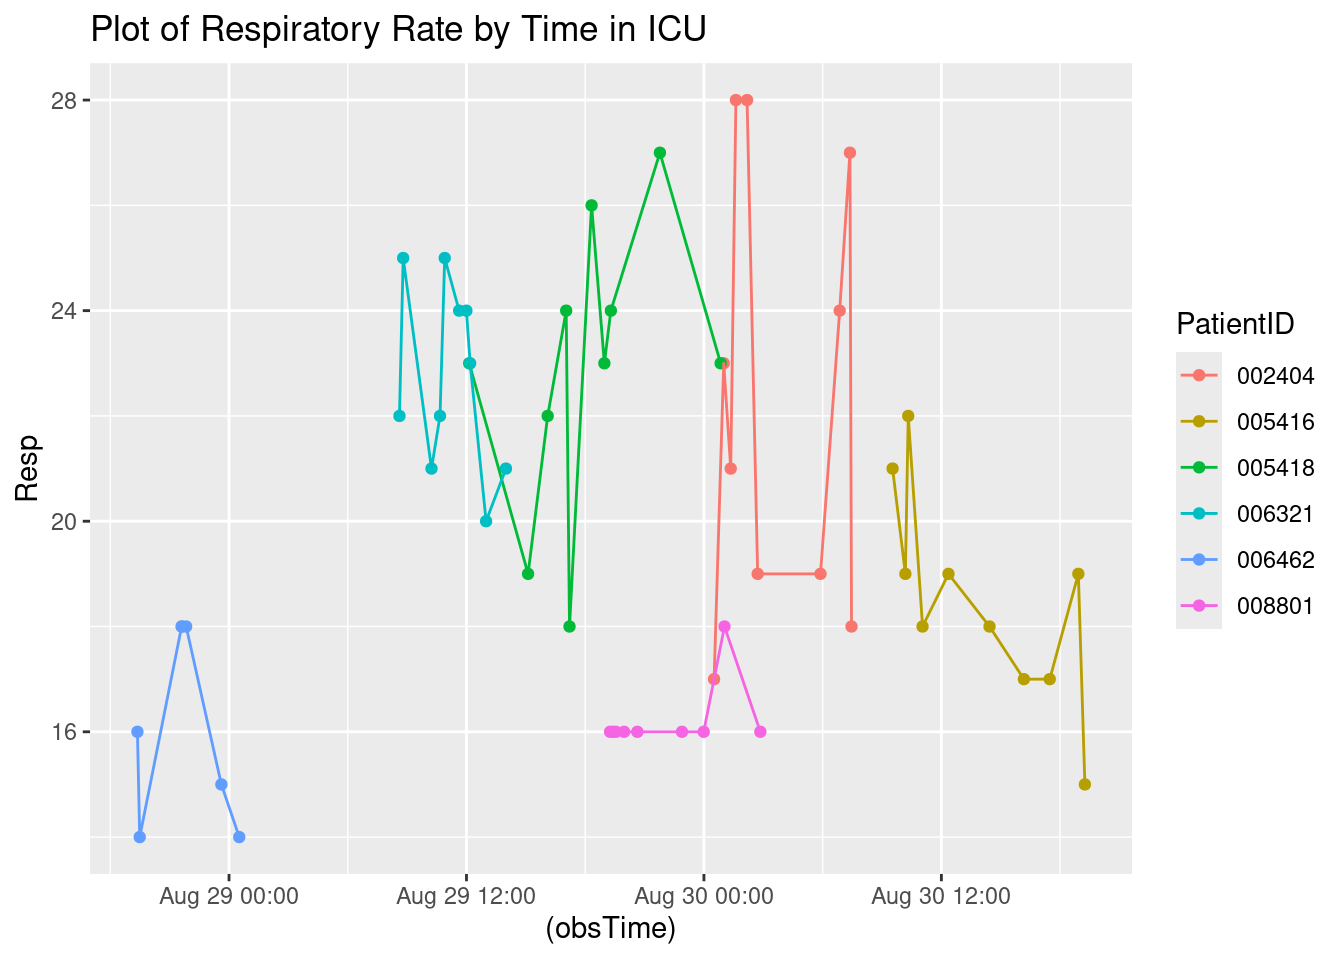 Plot of Respiratory Rate by Time in ICU
28
24
20
16
Resp
Aug 29 00:00
Aug 29 12:00
Aug 30 00:00
Aug 30 12:00
(obsTime)
PatientID
002404
005416
005418
006321
006462
008801